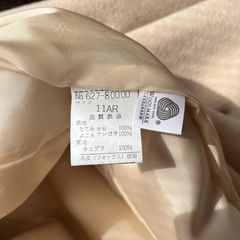 № 627-80000
サイズ
11AR
品質表示
表地
たて糸 毛 100%
よこ糸 アンゴラ 100%
裏地
キュプラ 100%
毛皮(フォックス)使用
WOOLMARK